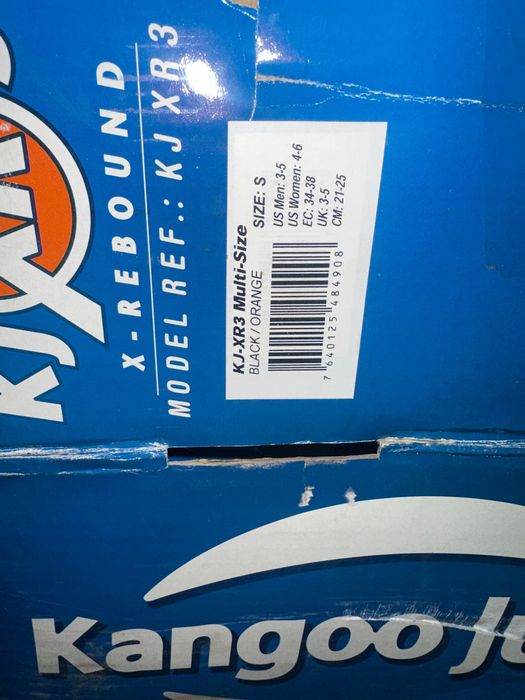 X-REBOUND
MODEL REF.: KJ XR3
KJ-XR3 Multi-Size
BLACK / ORANGE
SIZE: S
US Men: 3-5
US Women: 4-6
EC: 34-38
UK: 3-5
CM: 21-25
7 640125 484908
Kangoo